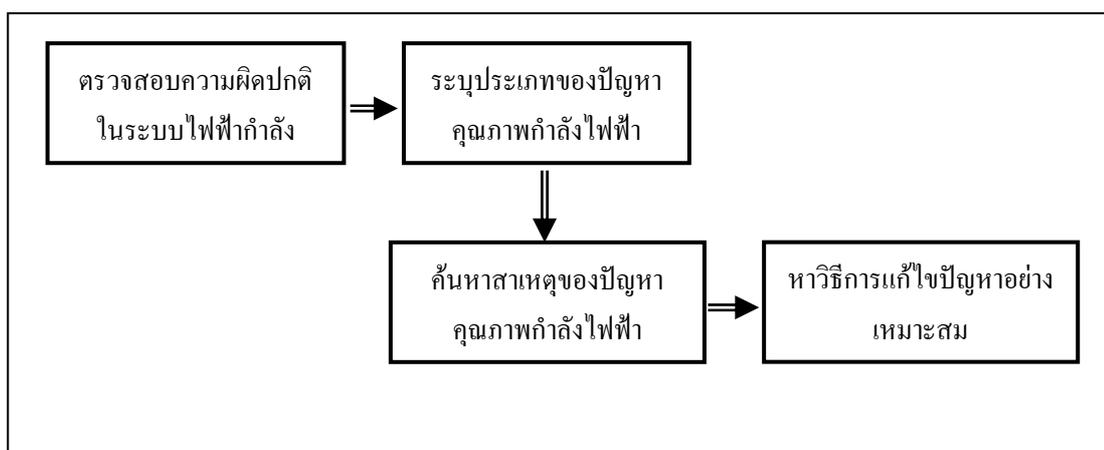 ตรวจสอบความผิดปกติ
ในระบบไฟฟ้ากำลัง
ระบุประเภทของปัญหา
คุณภาพกำลังไฟฟ้า
ค้นหาสาเหตุของปัญหา
คุณภาพกำลังไฟฟ้า
หาวิธีการแก้ไขปัญหาอย่าง
เหมาะสม